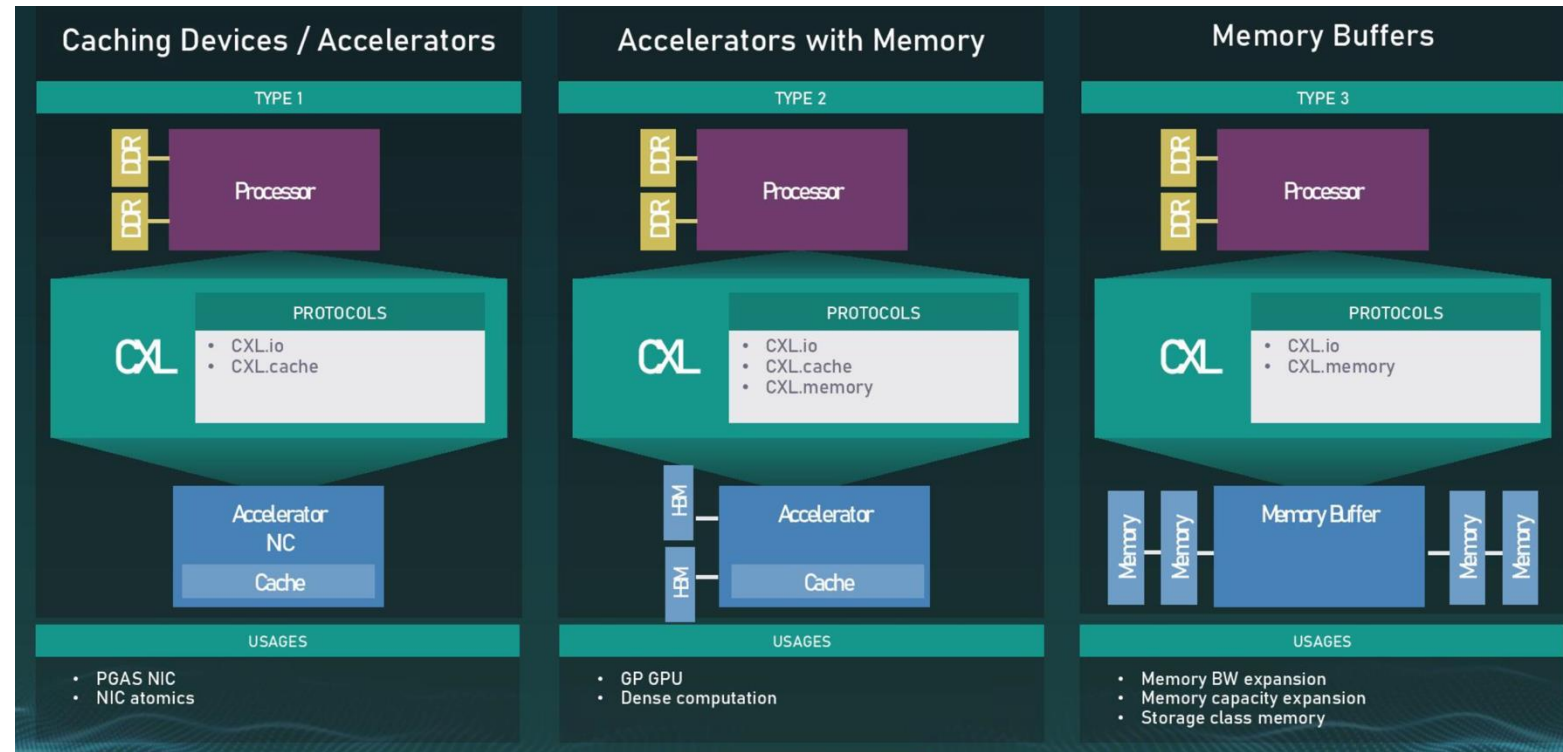 Caching Devices / Accelerators
TYPE 1
DDR
DDR
Processor
CXL
PROTOCOLS
• CXL.io
• CXL.cache
Accelerator
NC
Cache
USAGES
• PGAS NIC
• NIC atomics
Accelerators with Memory
TYPE 2
DDR
DDR
Processor
CXL
PROTOCOLS
• CXL.io
• CXL.cache
• CXL.memory
HBM
HBM
Accelerator
Cache
USAGES
• GP GPU
• Dense computation
Memory Buffers
TYPE 3
DDR
DDR
Processor
CXL
PROTOCOLS
• CXL.io
• CXL.memory
Memory
Memory
Memory Buffer
Memory
Memory
USAGES
• Memory BW expansion
• Memory capacity expansion
• Storage class memory